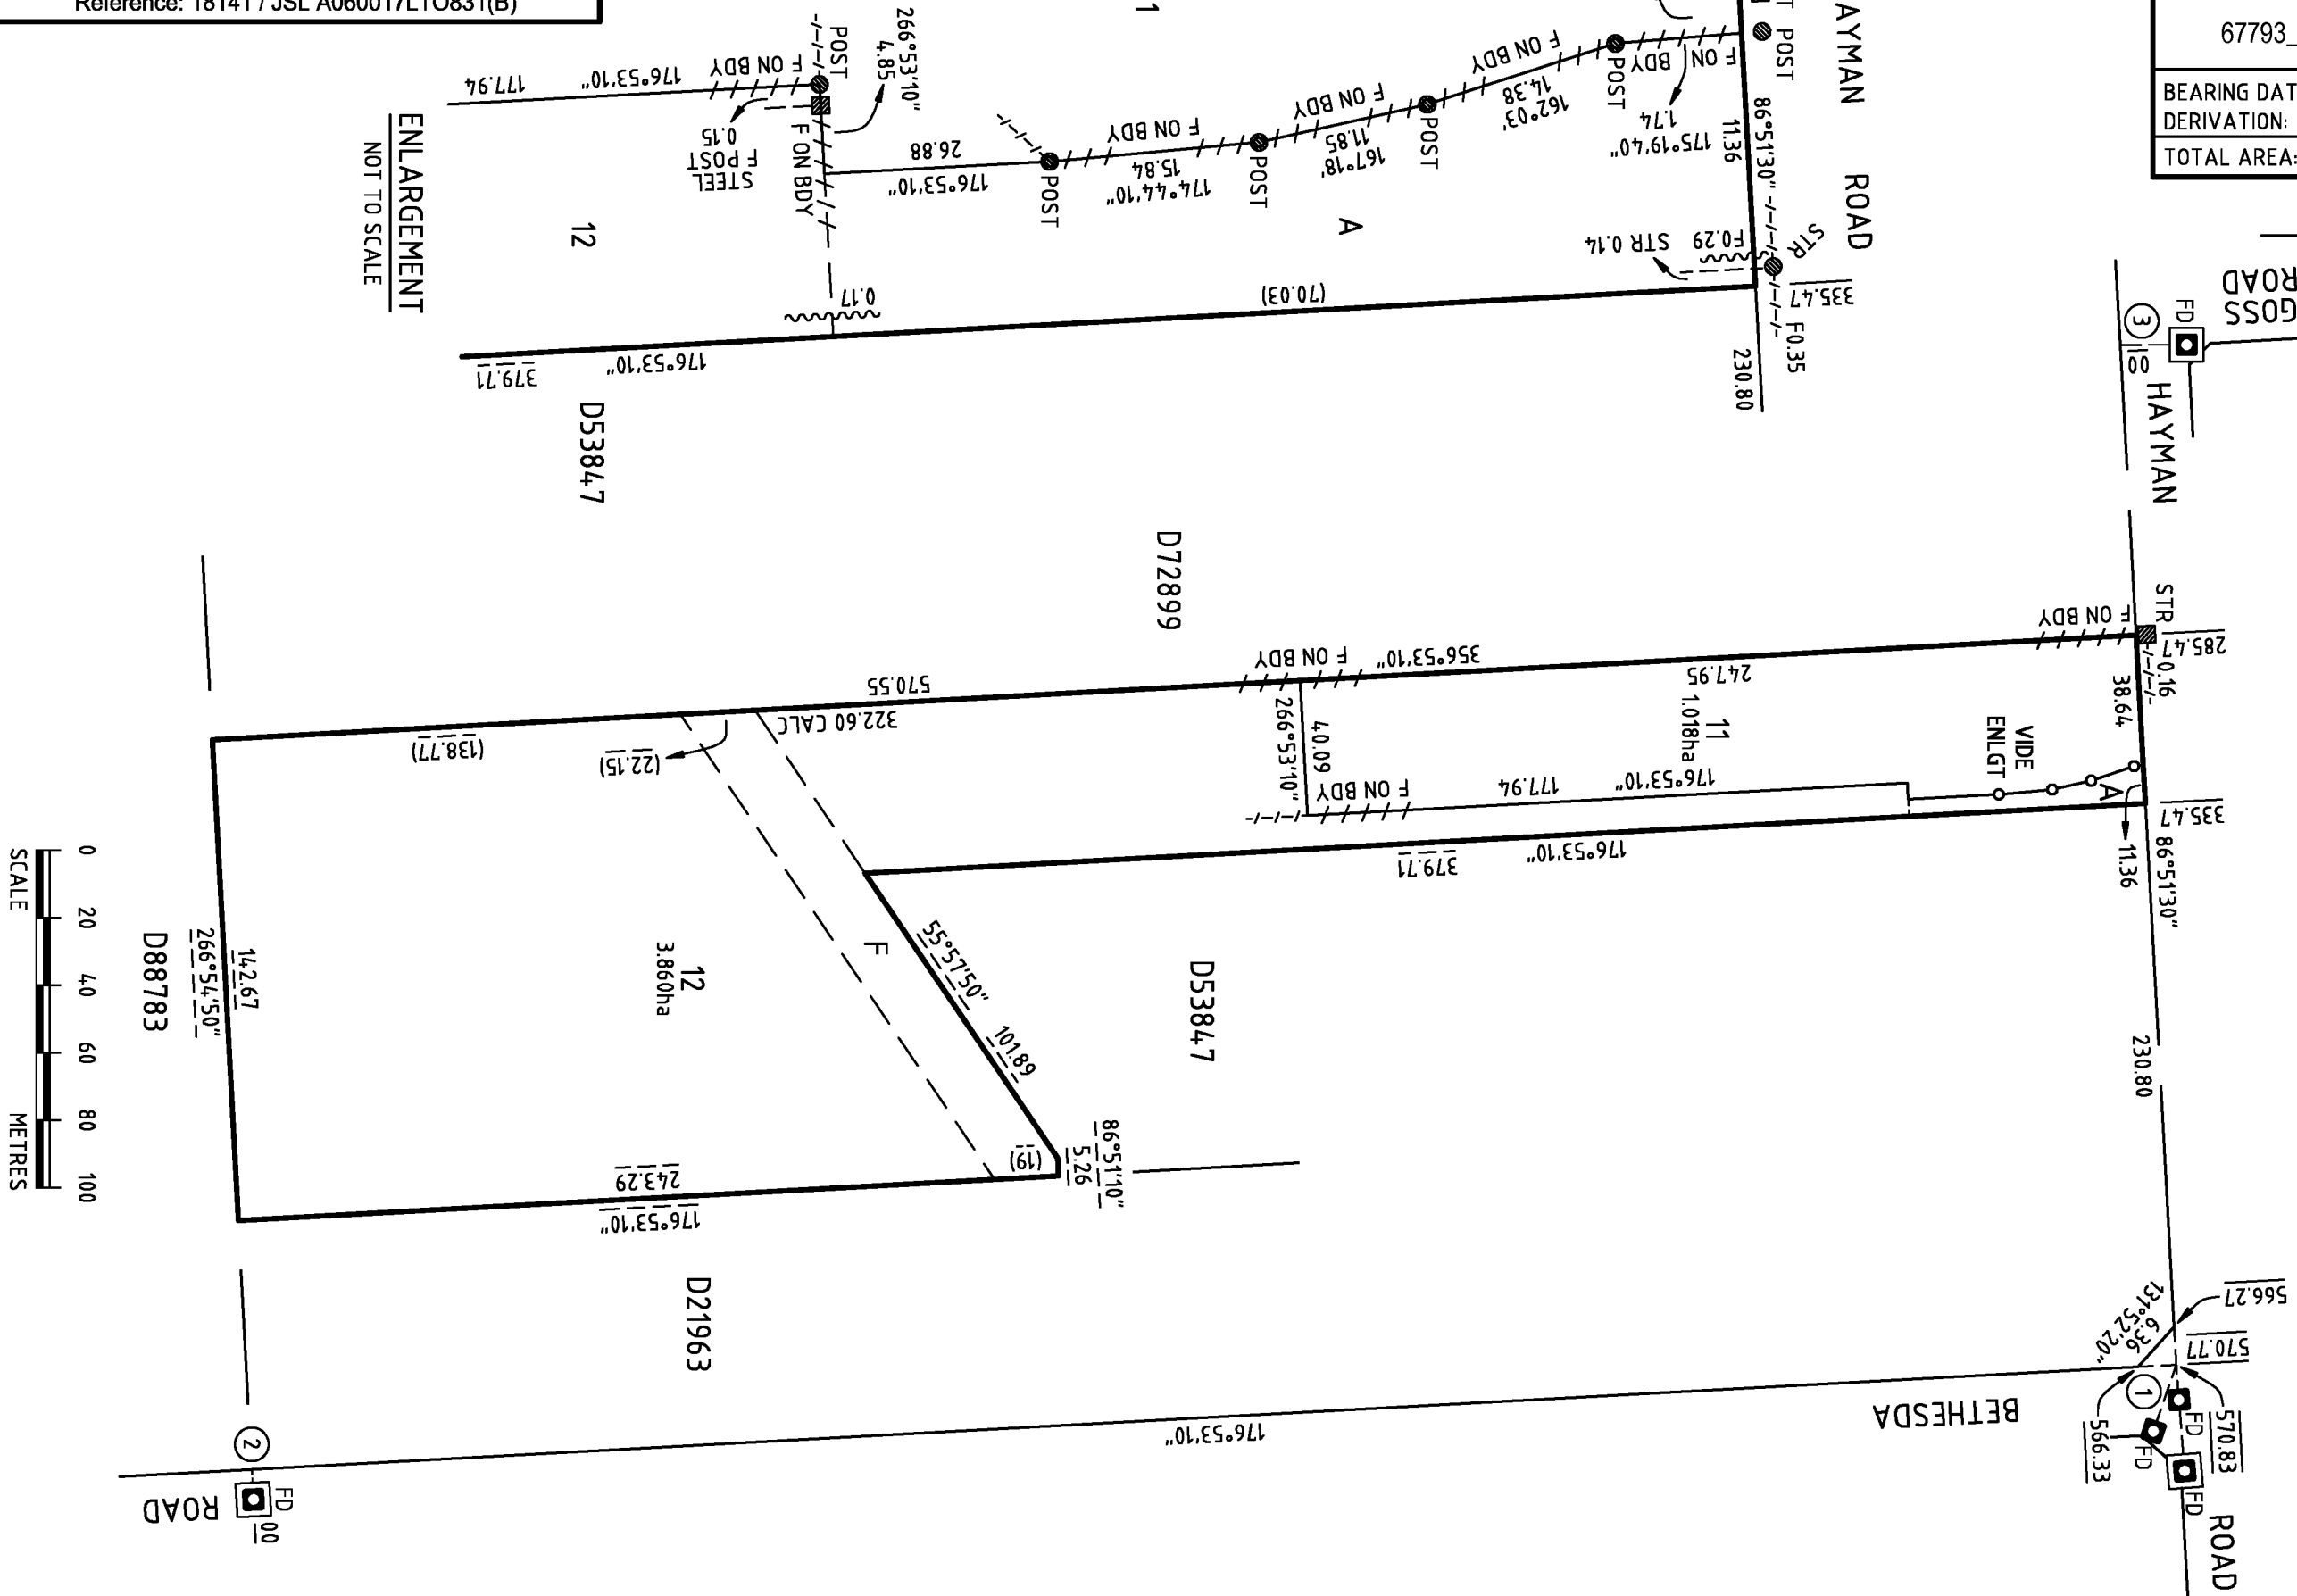 Reference: 18141 / JSL A060017LTO831(B)
67793_
BEARING DAT
DERIVATION:
TOTAL AREA:
GOSS
ROAD
3
FD
00
HAYMAN
ENLARGEMENT
NOT TO SCALE
177.94
176°53'10"
F ON BDY
POST
266°53'10"
4.85
STEEL
F POST
0.15
F ON BDY
12
176°53'10"
26.88
POST
174°44'10"
15.84
F ON BDY
POST
167°18'
11.85
F ON BDY
POST
162°03'
14.38
F ON BDY
POST
175°19'40"
1.74
F ON BDY
1
A
POST
AYMAN
ROAD
86°51'30"
11.36
STR
F0.29
STR 0.14
335.47
F0.35
230.80
(70.03)
0.17
176°53'10"
379.71
D53847
D72899
STR
285.47
0.16
F ON BDY
38.64
356°53'10"
F ON BDY
247.95
11
1.018ha
VIDE
ENLGT
A
335.47
11.36
86°51'30"
230.80
570.55
322.60 CALC
(138.77)
(22.15)
266°53'10"
40.09
F ON BDY
177.94
176°53'10"
379.71
176°53'10"
F
55°57'50"
101.89
12
3.860ha
D53847
86°51'10"
5.26
(19)
243.29
176°53'10"
142.67
266°54'50"
D88783
D21963
0 20 40 60 80 100
SCALE METRES
566.27
131°52'20"
6.36
570.77
1
570.83
566.33
FD
FD
FD
ROAD
BETHESDA
176°53'10"
2
FD
00
ROAD